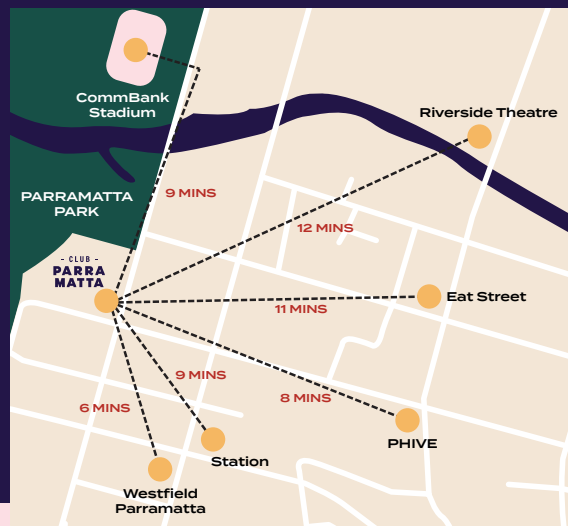 CommBank
Stadium
Riverside Theatre
PARRAMATTA
PARK
9 MINS
12 MINS
- CLUB -
PARRA
MATTA
Eat Street
11 MINS
9 MINS
8 MINS
6 MINS
PHIVE
Station
Westfield
Parramatta